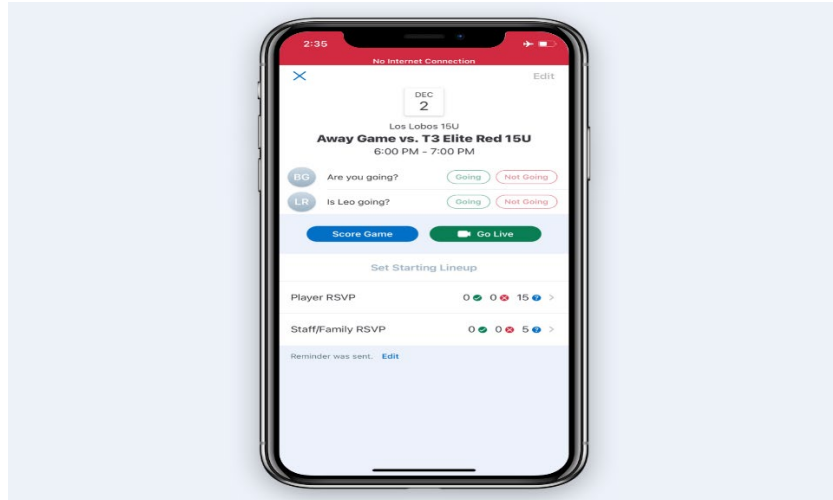 2:35
No Internet Connection
Edit
DEC
2
Los Lobos 15U
Away Game vs. T3 Elite Red 15U
6:00 PM - 7:00 PM
BG Are you going? Going Not Going
LR Is Leo going? Going Not Going
Score Game Go Live
Set Starting Lineup
Player RSVP 0 0 15
Staff/Family RSVP 0 0 5
Reminder was sent. Edit